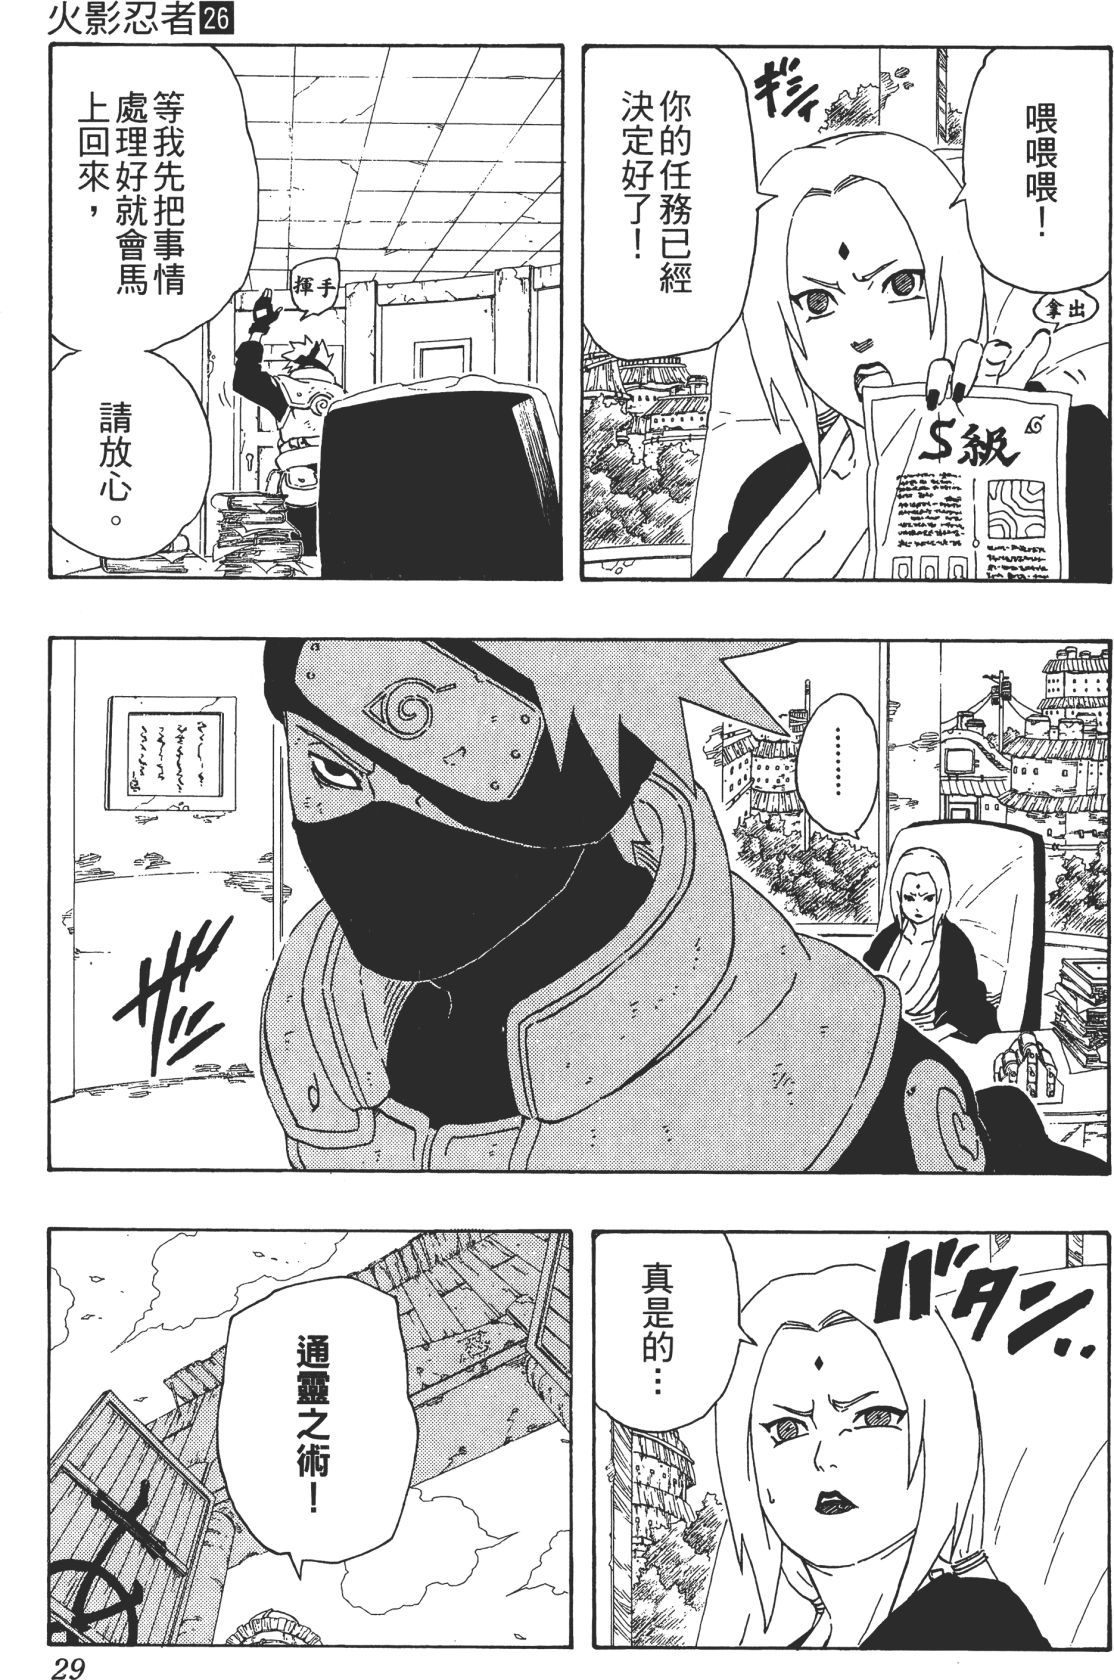 火影忍者26
喂喂喂！
ギシィ
你的任務已經
決定好了！
拿出
S級
等我先把事情
處理好就會馬
上回來，
揮手
請放心。
………
ザッ
バタン‥
真是的…
通靈之術！
29